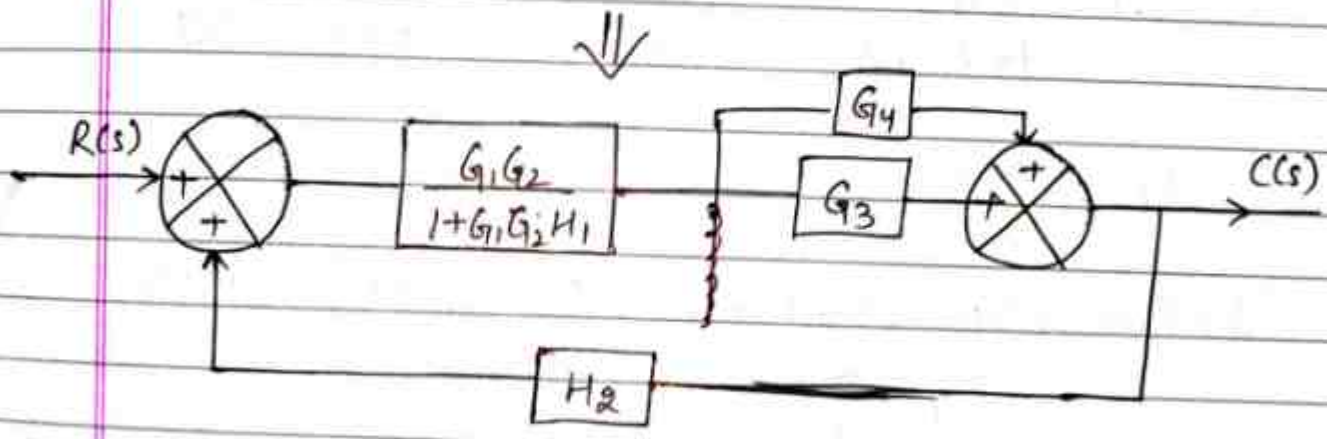 G4
R(s)
G1G2
1+G1G2H1
G3
C(s)
+
+
+
+
H2